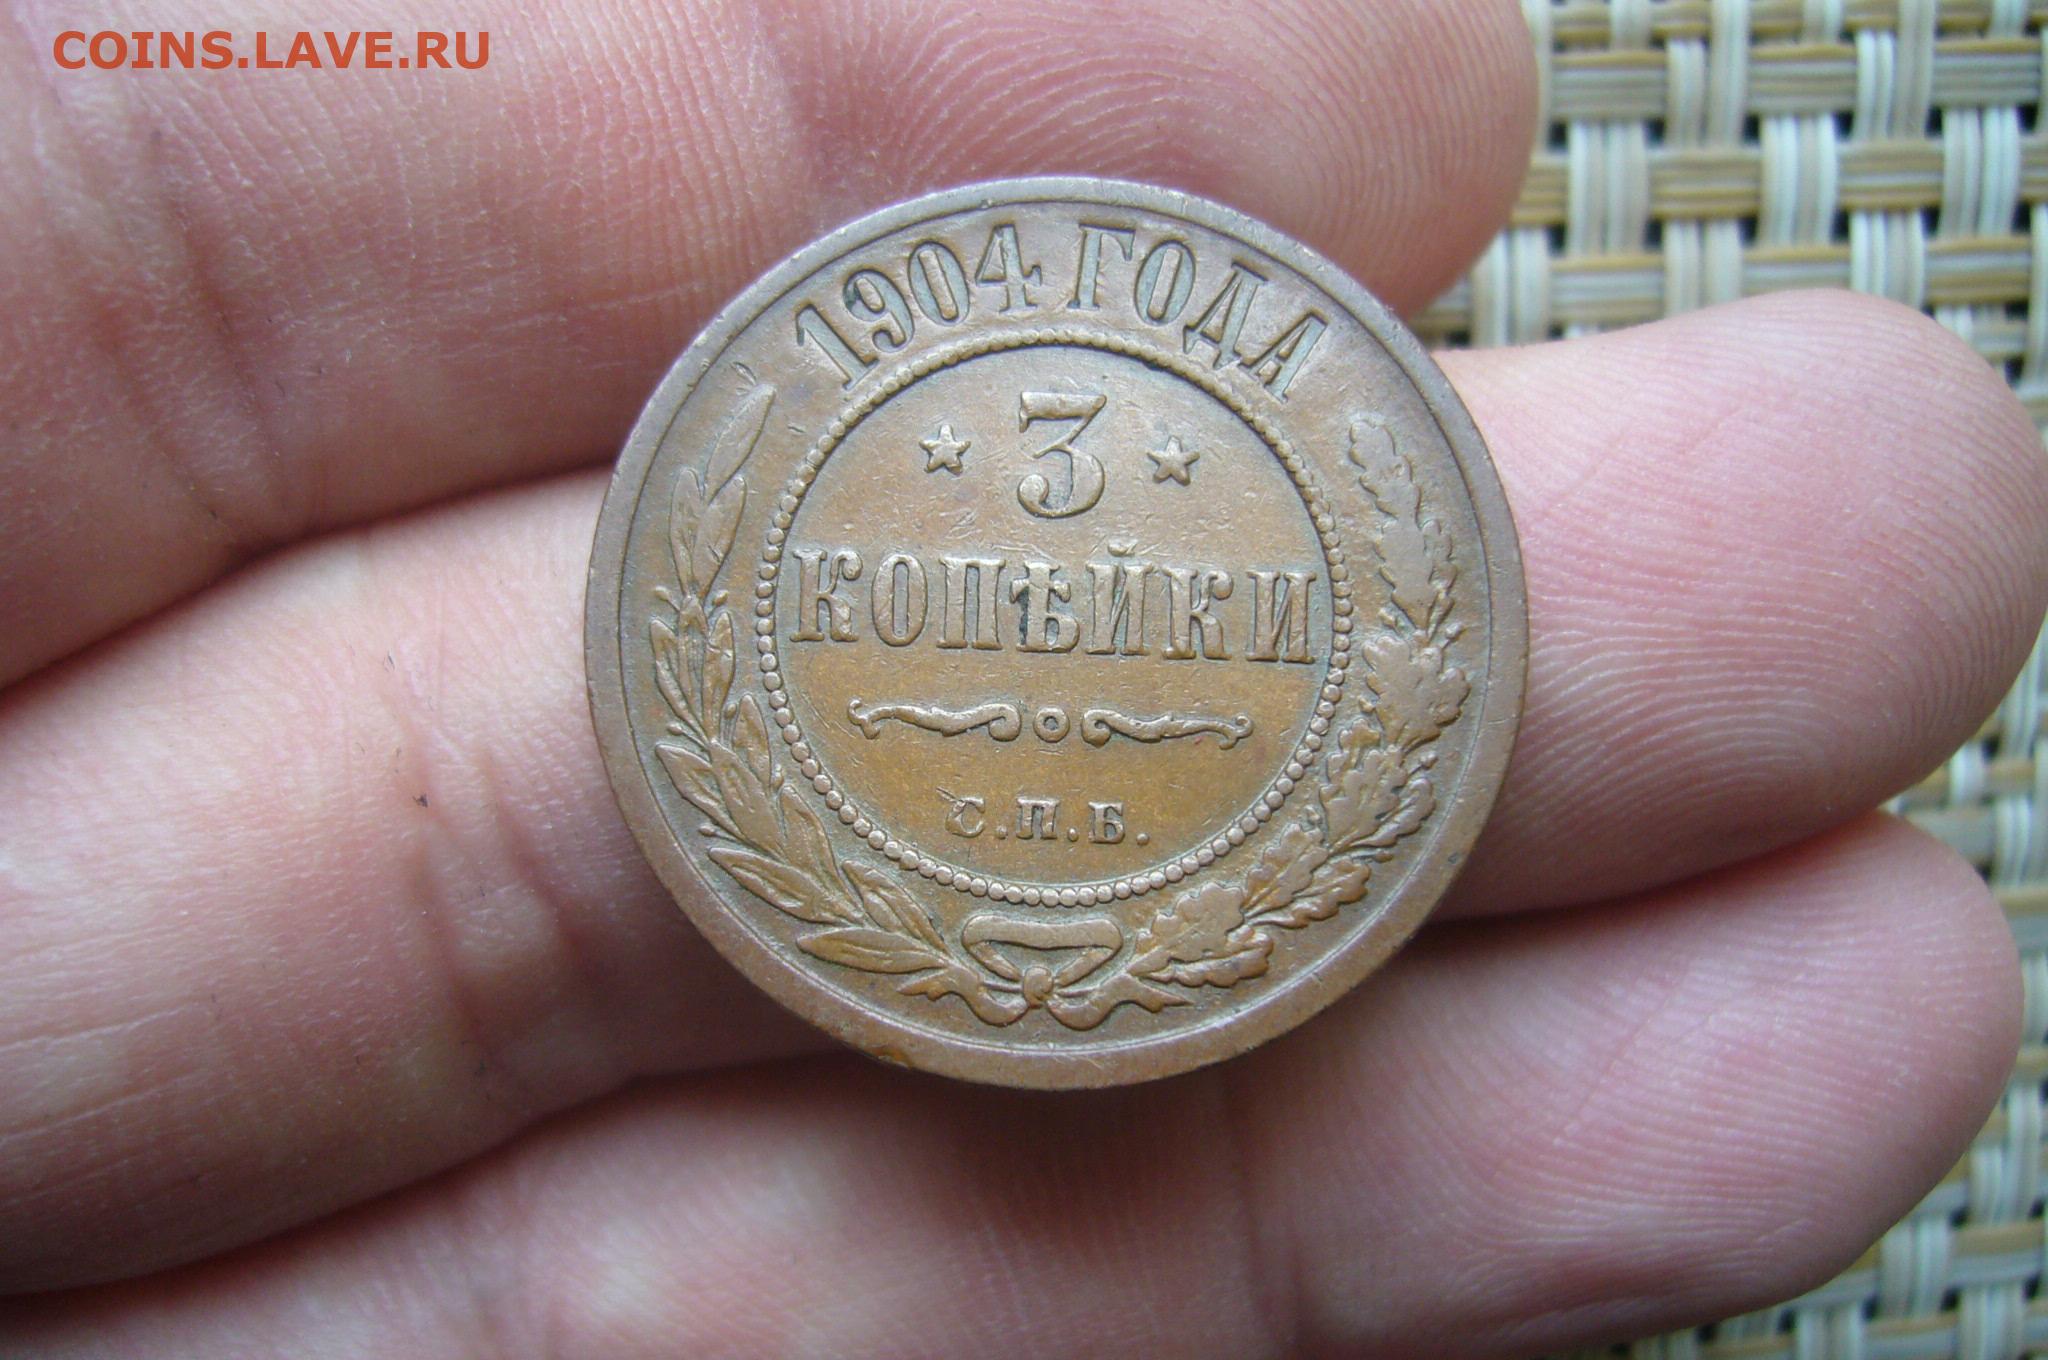 COINS.LAVE.RU
1904 ГОДА
3
КОПѢЙКИ
С.П.Б.